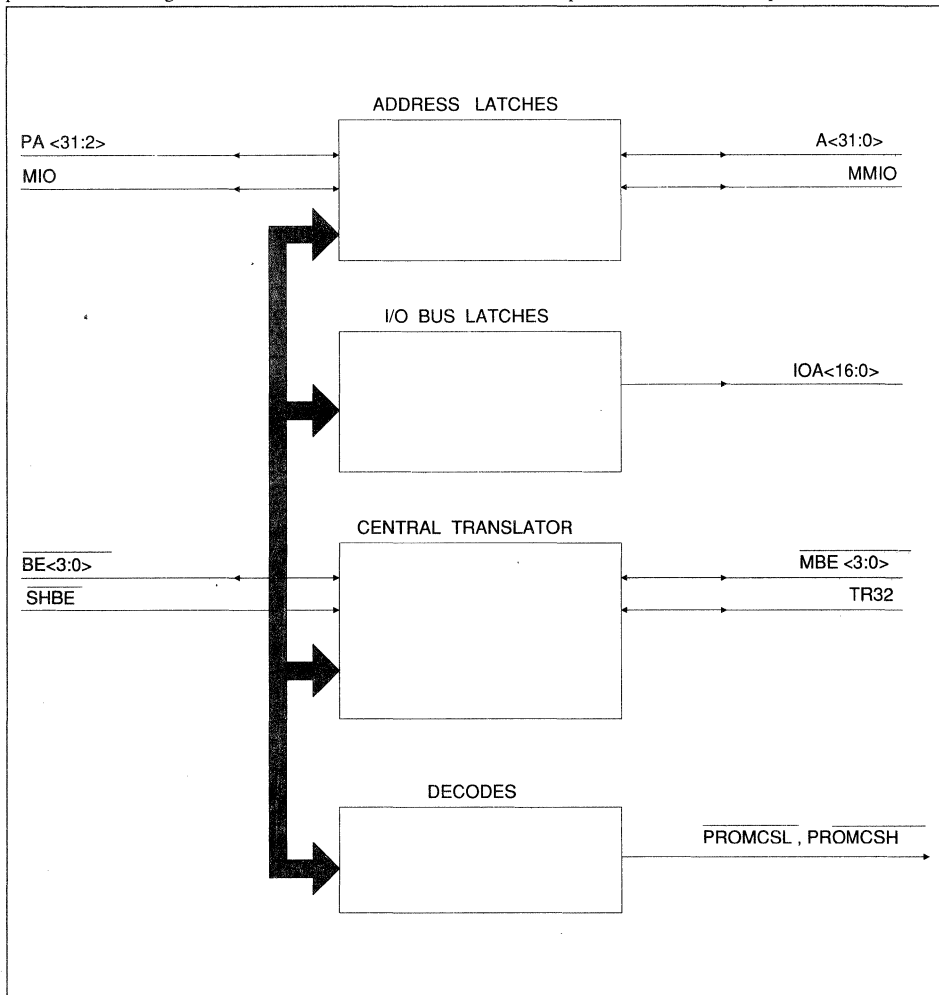 ADDRESS LATCHES
PA <31:2>
A<31:0>
MIO
MMIO
I/O BUS LATCHES
IOA<16:0>
CENTRAL TRANSLATOR
BE<3:0>
MBE <3:0>
SHBE
TR32
DECODES
PROMCSL , PROMCSH